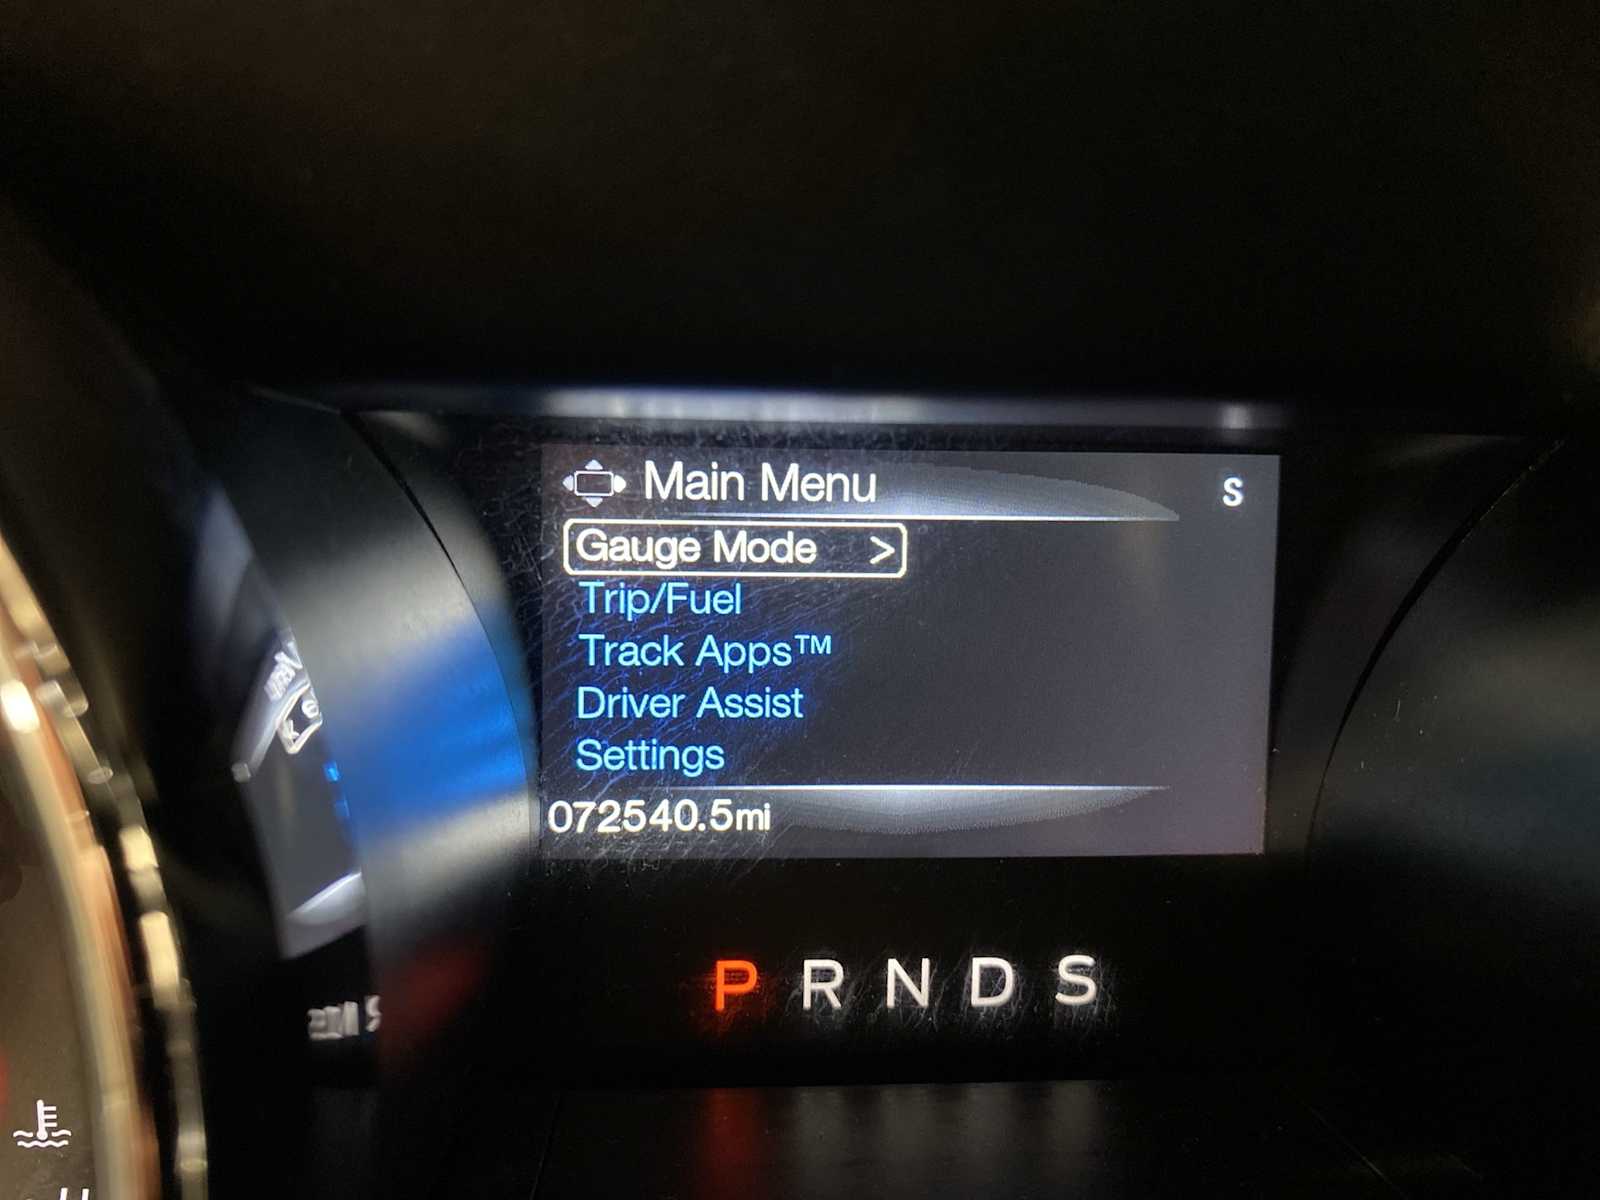 Main Menu S
Gauge Mode >
Trip/Fuel
Track Apps™
Driver Assist
Settings
072540.5mi
P R N D S